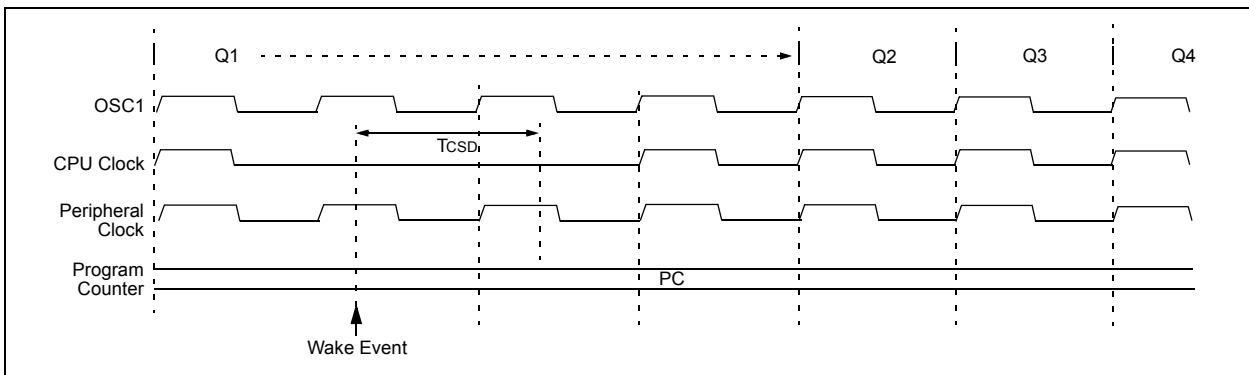 Q1 Q2 Q3 Q4
OSC1
TCSD
CPU Clock
Peripheral
Clock
Program
Counter
PC
Wake Event